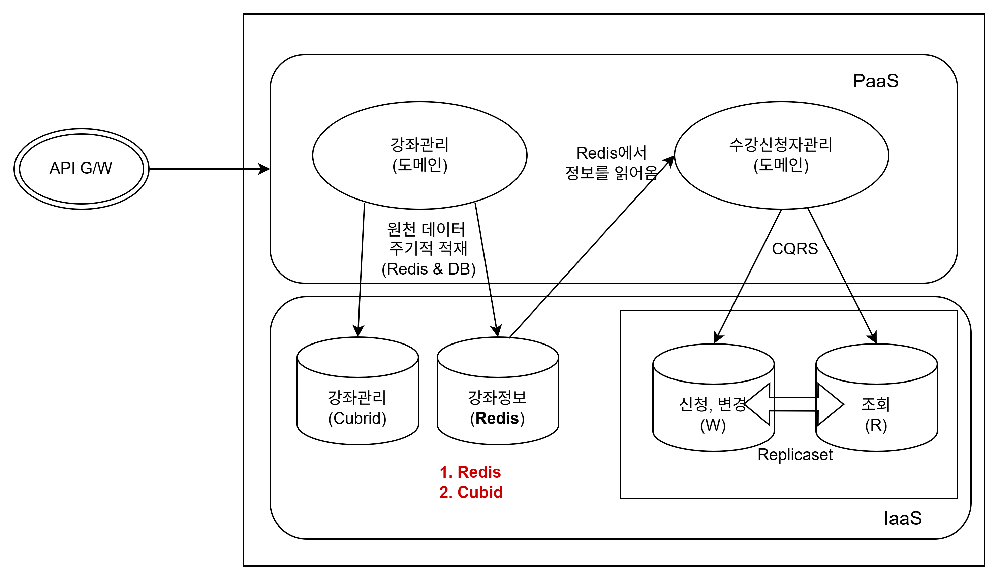 PaaS
API G/W
강좌관리
(도메인)
Redis에서
정보를 읽어옴
수강신청자관리
(도메인)
원천 데이터
주기적 적재
(Redis & DB)
CQRS
강좌관리
(Cubrid)
강좌정보
(Redis)
신청, 변경
(W)
조회
(R)
Replicaset
1. Redis
2. Cubid
IaaS